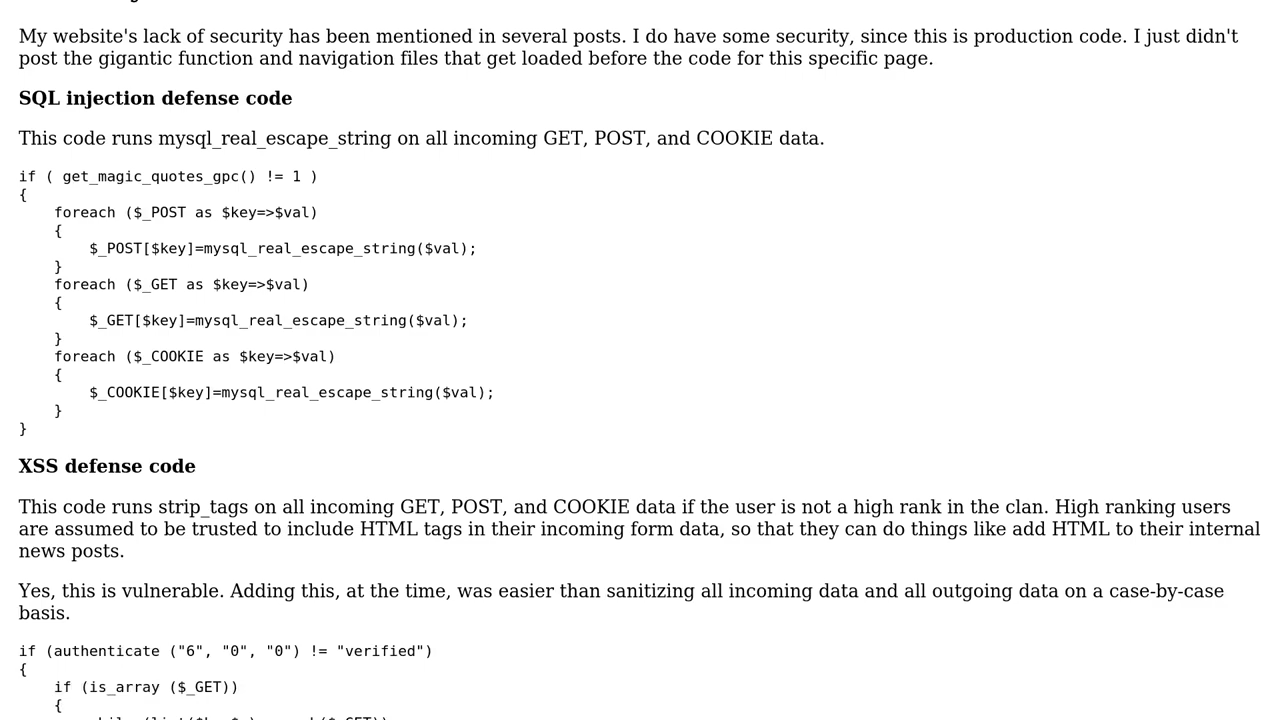 My website's lack of security has been mentioned in several posts. I do have some security, since this is production code. I just didn't
post the gigantic function and navigation files that get loaded before the code for this specific page.
SQL injection defense code
This code runs mysql_real_escape_string on all incoming GET, POST, and COOKIE data.
if ( get_magic_quotes_gpc() != 1 )
{
    foreach ($_POST as $key=>$val)
    {
        $_POST[$key]=mysql_real_escape_string($val);
    }
    foreach ($_GET as $key=>$val)
    {
        $_GET[$key]=mysql_real_escape_string($val);
    }
    foreach ($_COOKIE as $key=>$val)
    {
        $_COOKIE[$key]=mysql_real_escape_string($val);
    }
}
XSS defense code
This code runs strip_tags on all incoming GET, POST, and COOKIE data if the user is not a high rank in the clan. High ranking users
are assumed to be trusted to include HTML tags in their incoming form data, so that they can do things like add HTML to their internal
news posts.
Yes, this is vulnerable. Adding this, at the time, was easier than sanitizing all incoming data and all outgoing data on a case-by-case
basis.
if (authenticate ("6", "0", "0") != "verified")
{
    if (is_array ($_GET))
    {